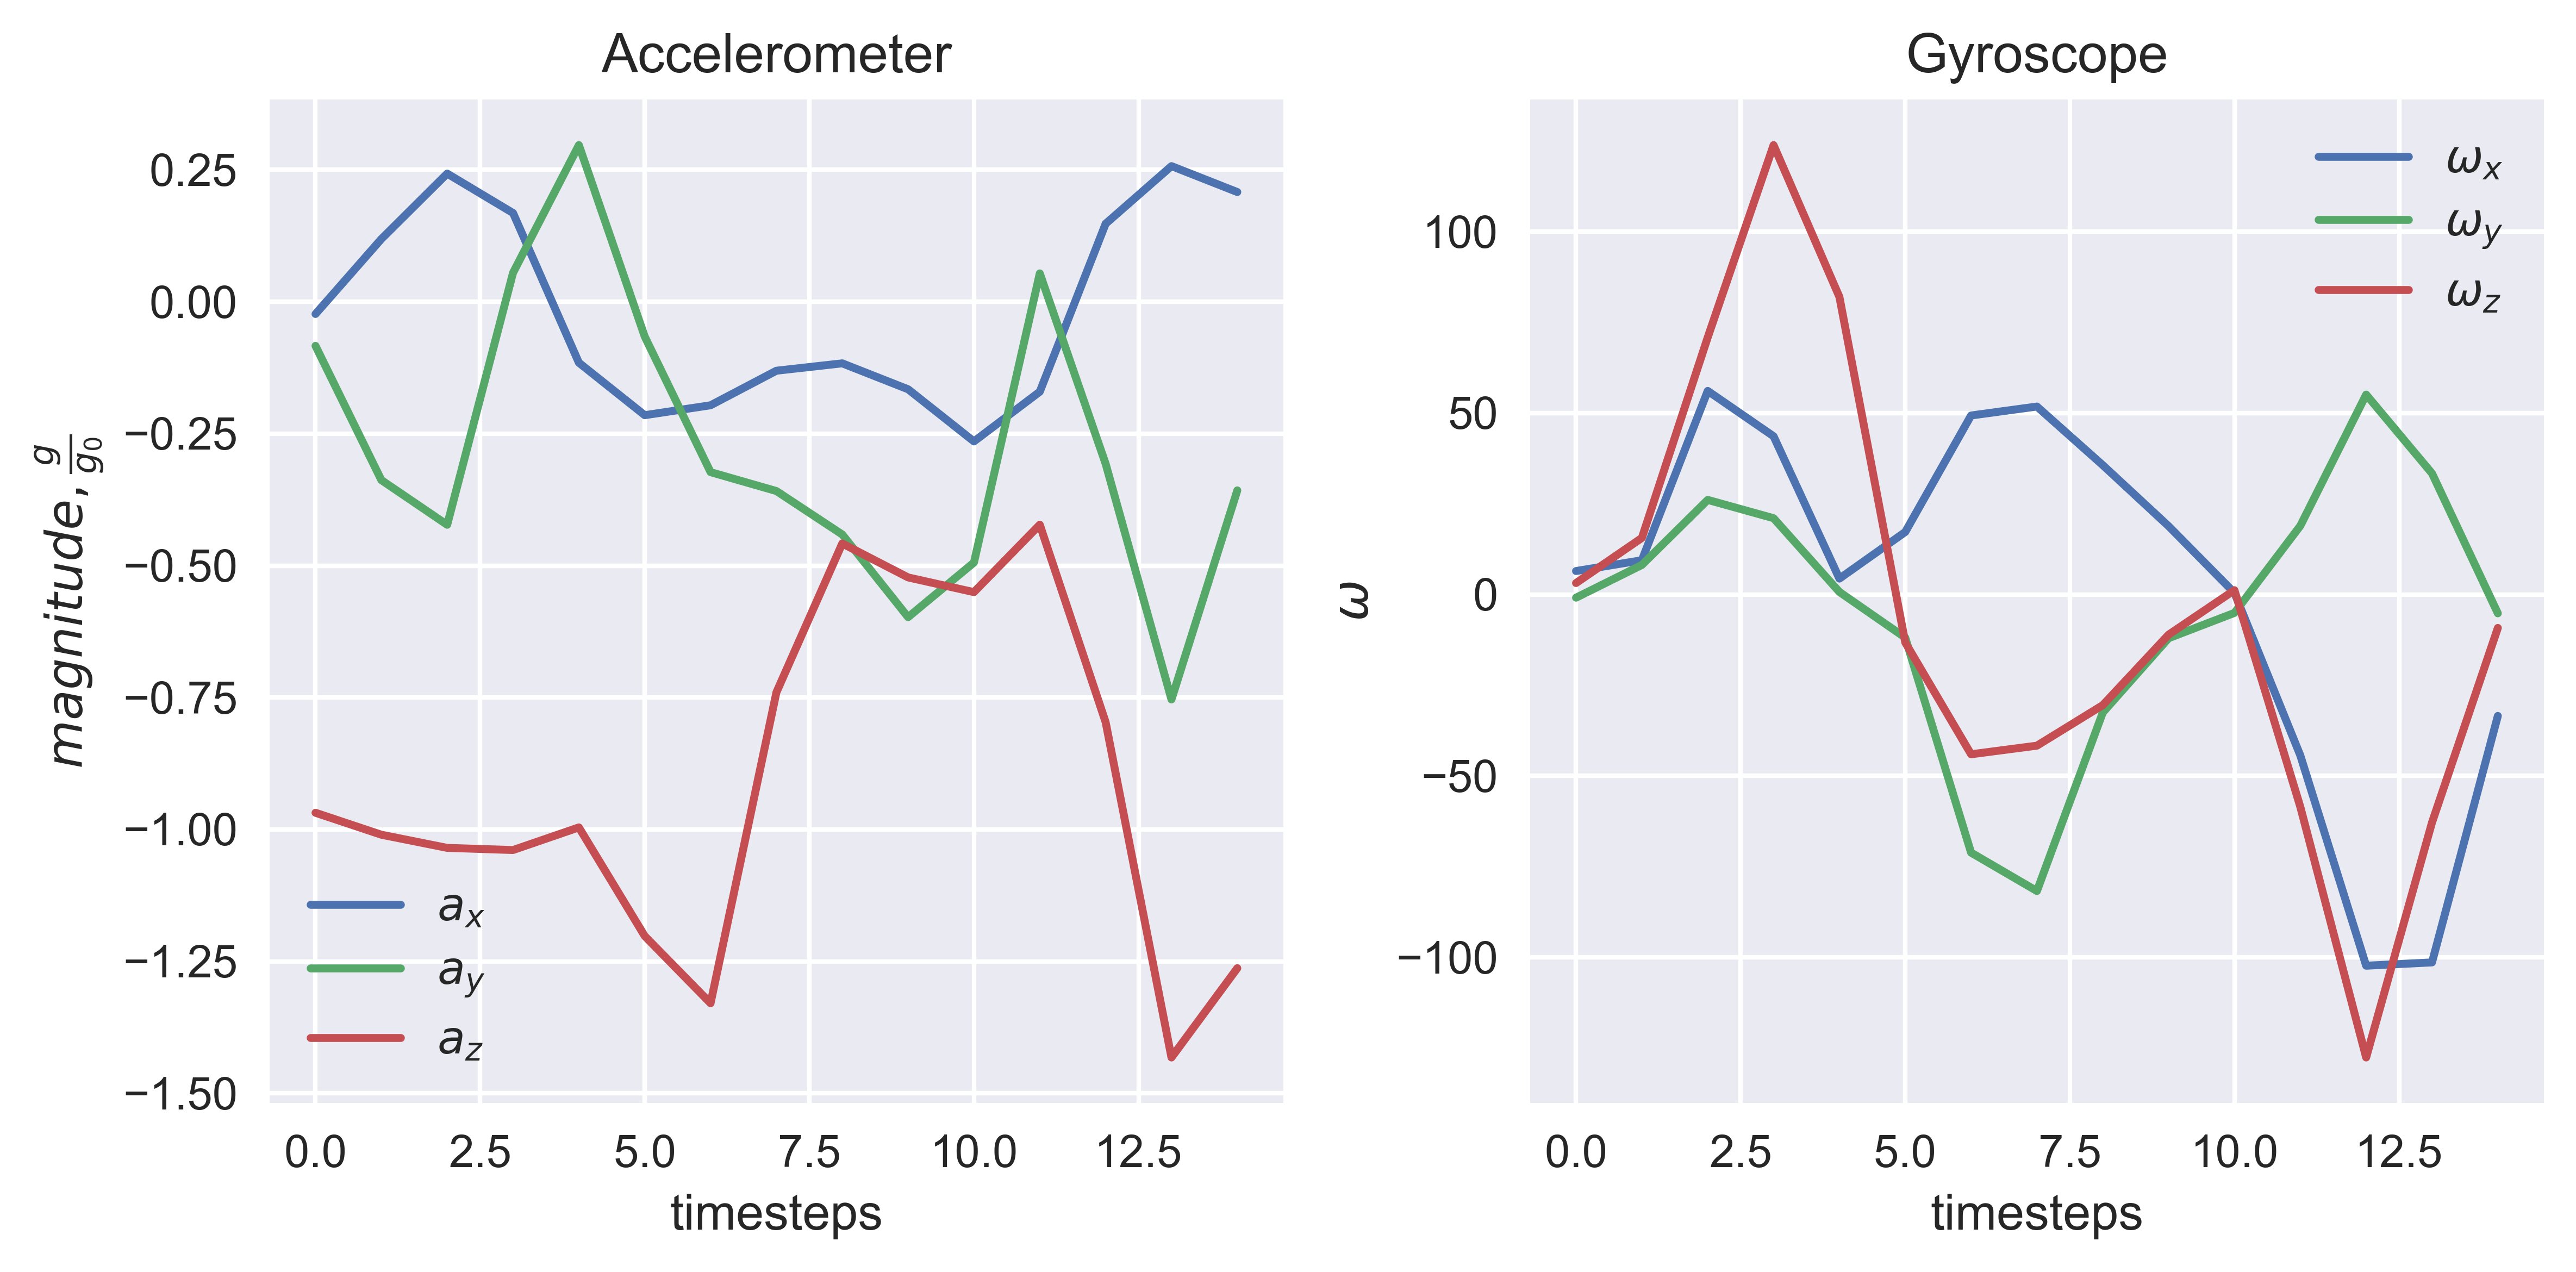 Accelerometer
magnitude, g/g₀
0.25
0.00
−0.25
−0.50
−0.75
−1.00
−1.25
−1.50
aₓ
a_y
a_z
0.0 2.5 5.0 7.5 10.0 12.5
timesteps
Gyroscope
ω
100
50
0
−50
−100
ωₓ
ω_y
ω_z
0.0 2.5 5.0 7.5 10.0 12.5
timesteps